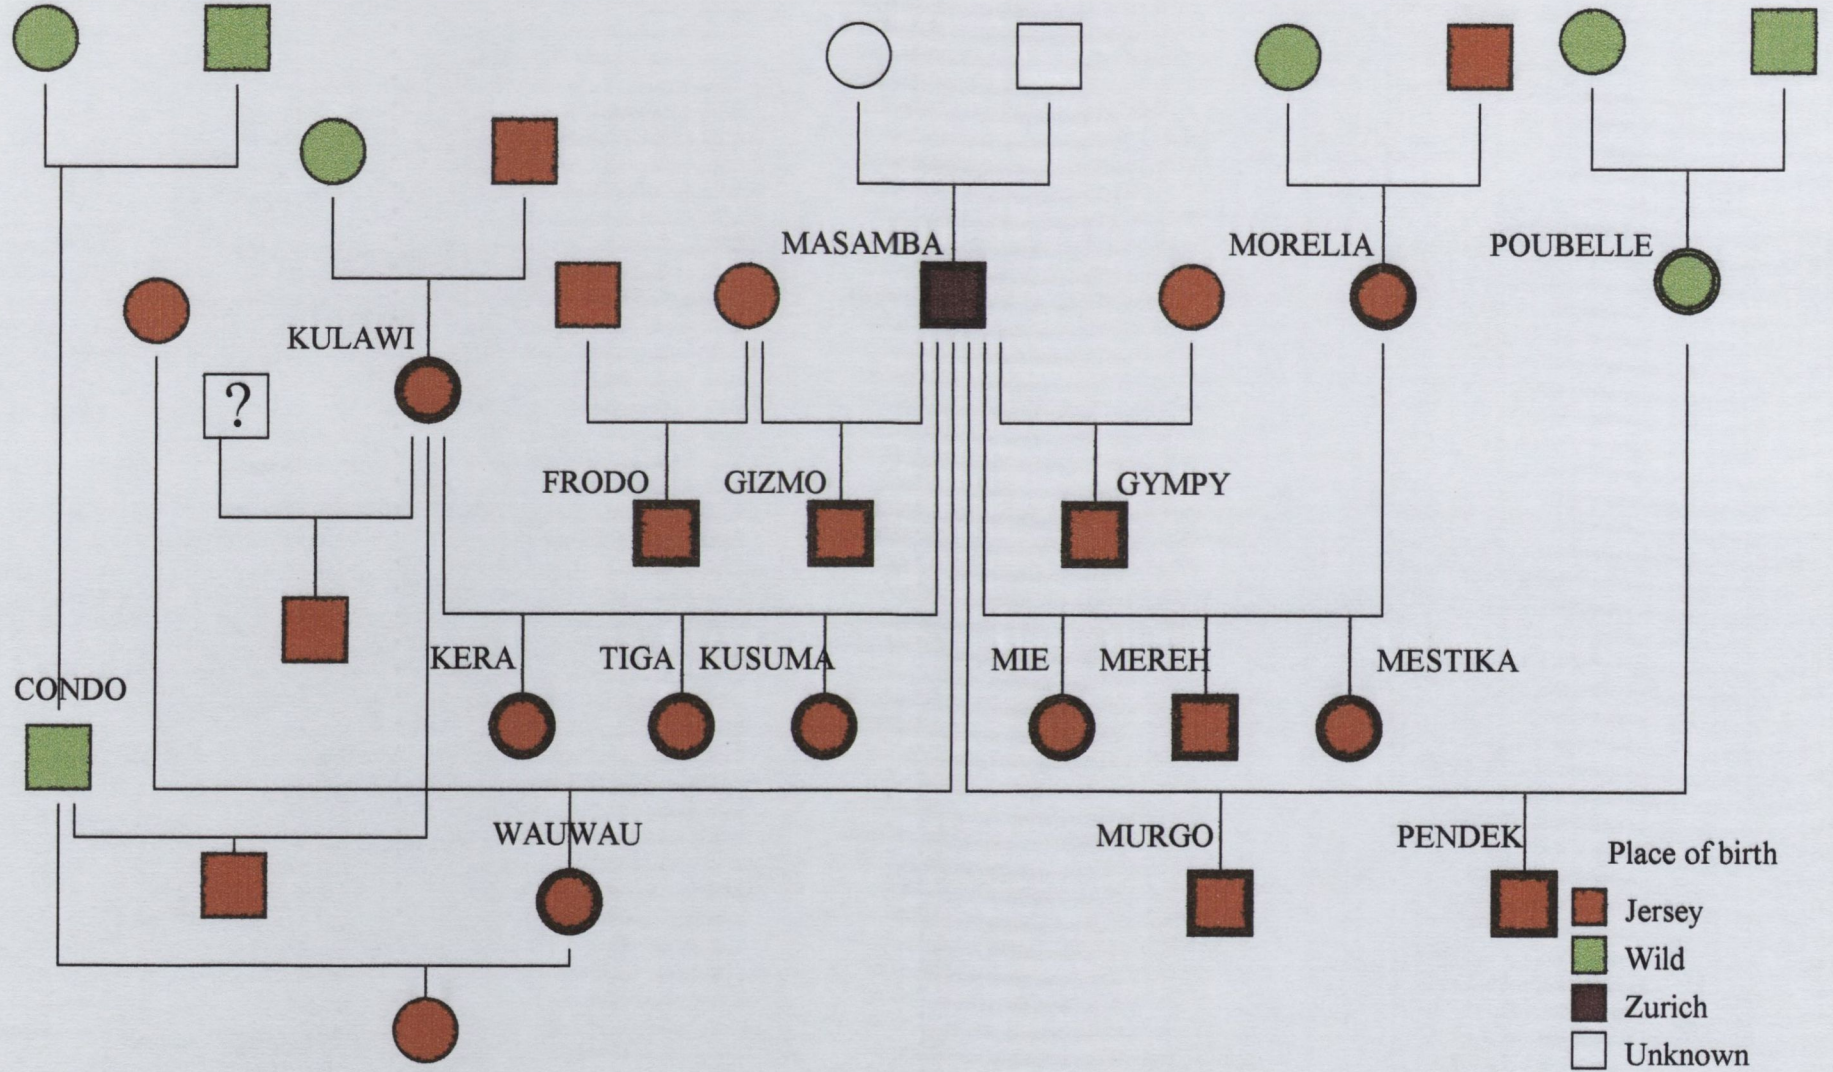 MASAMBA
MORELIA
POUBELLE
KULAWI
?
FRODO
GIZMO
GYMPY
KERA
TIGA
KUSUMA
MIE
MEREH
MESTIKA
CONDO
WAUWAU
MURGO
PENDEK
Place of birth
Jersey
Wild
Zurich
Unknown